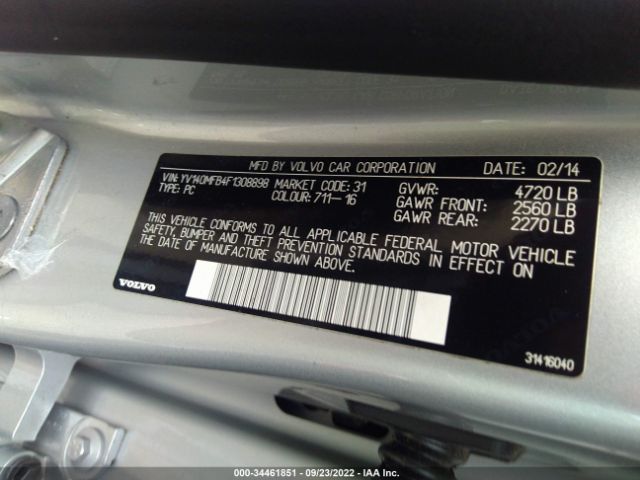 MFD BY VOLVO CAR CORPORATION DATE: 02/14
VIN: YV140MFB4F1308898 MARKET CODE: 31 GVWR: 4720 LB
TYPE: PC COLOUR: 711-16 GAWR FRONT: 2560 LB
GAWR REAR: 2270 LB
THIS VEHICLE CONFORMS TO ALL APPLICABLE FEDERAL MOTOR VEHICLE
SAFETY, BUMPER AND THEFT PREVENTION STANDARDS IN EFFECT ON
THE DATE OF MANUFACTURE SHOWN ABOVE.
VOLVO
31416040
000-34461851 - 09/23/2022 - IAA Inc.